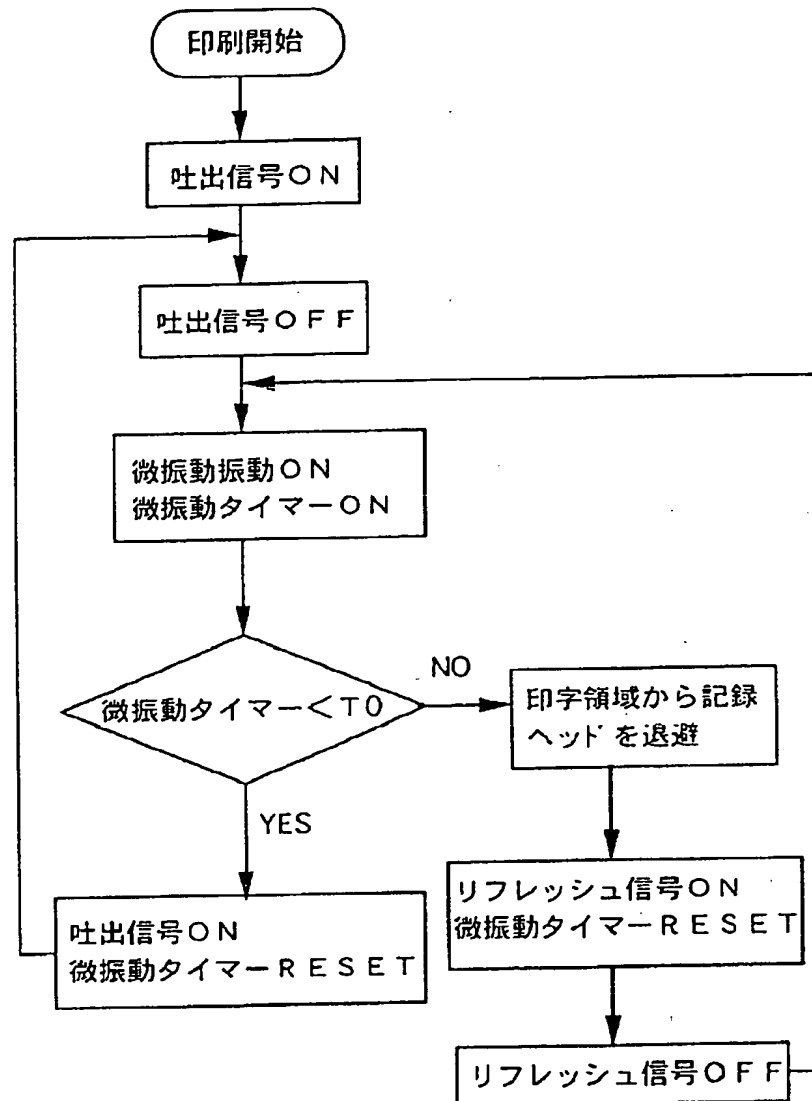 印刷開始
吐出信号ON
吐出信号OFF
微振動振動ON
微振動タイマーON
微振動タイマー<T0
NO
印字領域から記録
ヘッドを退避
YES
吐出信号ON
微振動タイマーRESET
リフレッシュ信号ON
微振動タイマーRESET
リフレッシュ信号OFF